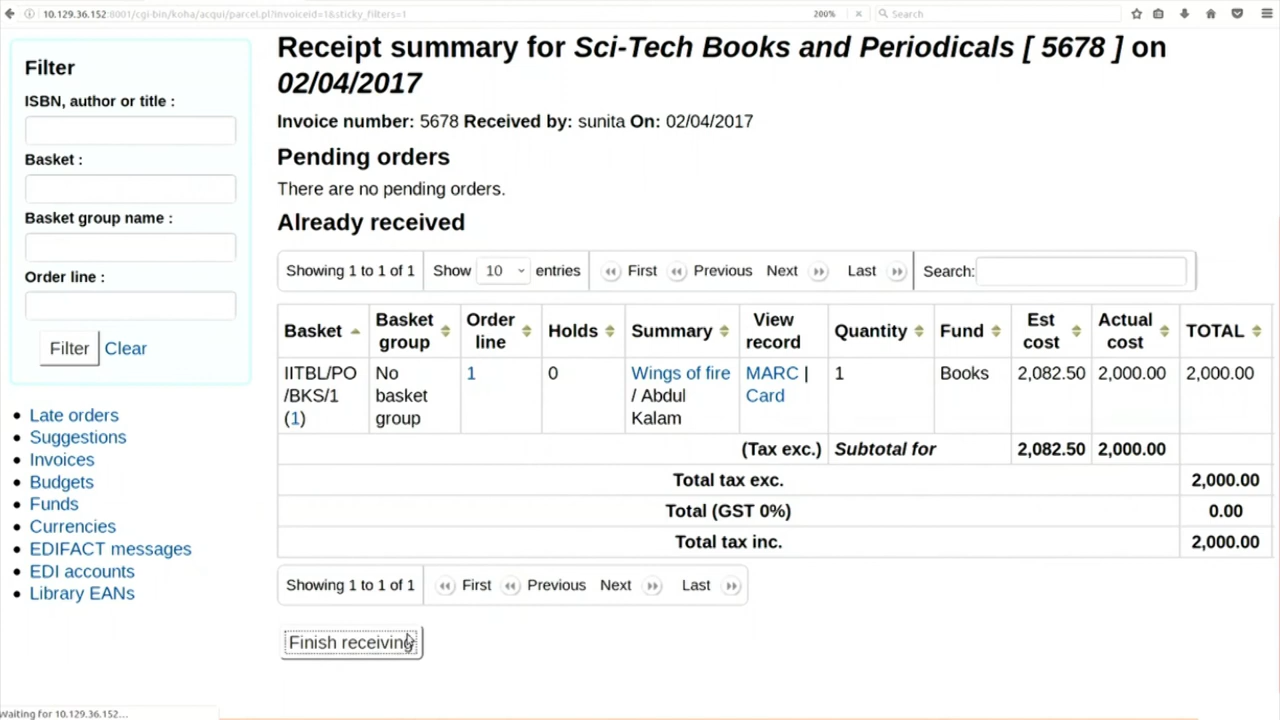 10.129.36.152:8001/cgi-bin/koha/acqui/parcel.pl?invoiceid=1&sticky_filters=1
200%
Search
Filter
ISBN, author or title :
Basket :
Basket group name :
Order line :
Filter Clear
Late orders
Suggestions
Invoices
Budgets
Funds
Currencies
EDIFACT messages
EDI accounts
Library EANs
Receipt summary for Sci-Tech Books and Periodicals [ 5678 ] on
02/04/2017
Invoice number: 5678 Received by: sunita On: 02/04/2017
Pending orders
There are no pending orders.
Already received
Showing 1 to 1 of 1 Show 10 entries First Previous Next Last Search:
Basket Basket group Order line Holds Summary View record Quantity Fund Est cost Actual cost TOTAL
IITBL/PO No 1 0 Wings of fire MARC | 1 Books 2,082.50 2,000.00 2,000.00
/BKS/1 basket / Abdul Card
(1) group Kalam
(Tax exc.) Subtotal for 2,082.50 2,000.00
Total tax exc. 2,000.00
Total (GST 0%) 0.00
Total tax inc. 2,000.00
Showing 1 to 1 of 1 First Previous Next Last
Finish receiving
Waiting for 10.129.36.152...